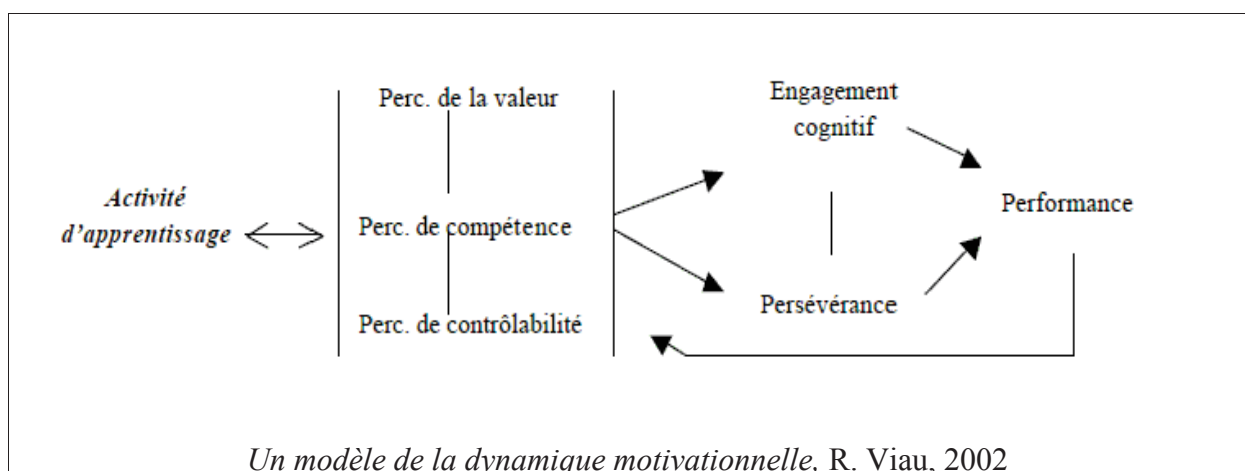 Activité
d'apprentissage
Perc. de la valeur
Perc. de compétence
Perc. de contrôlabilité
Engagement
cognitif
Persévérance
Performance
Un modèle de la dynamique motivationnelle, R. Viau, 2002